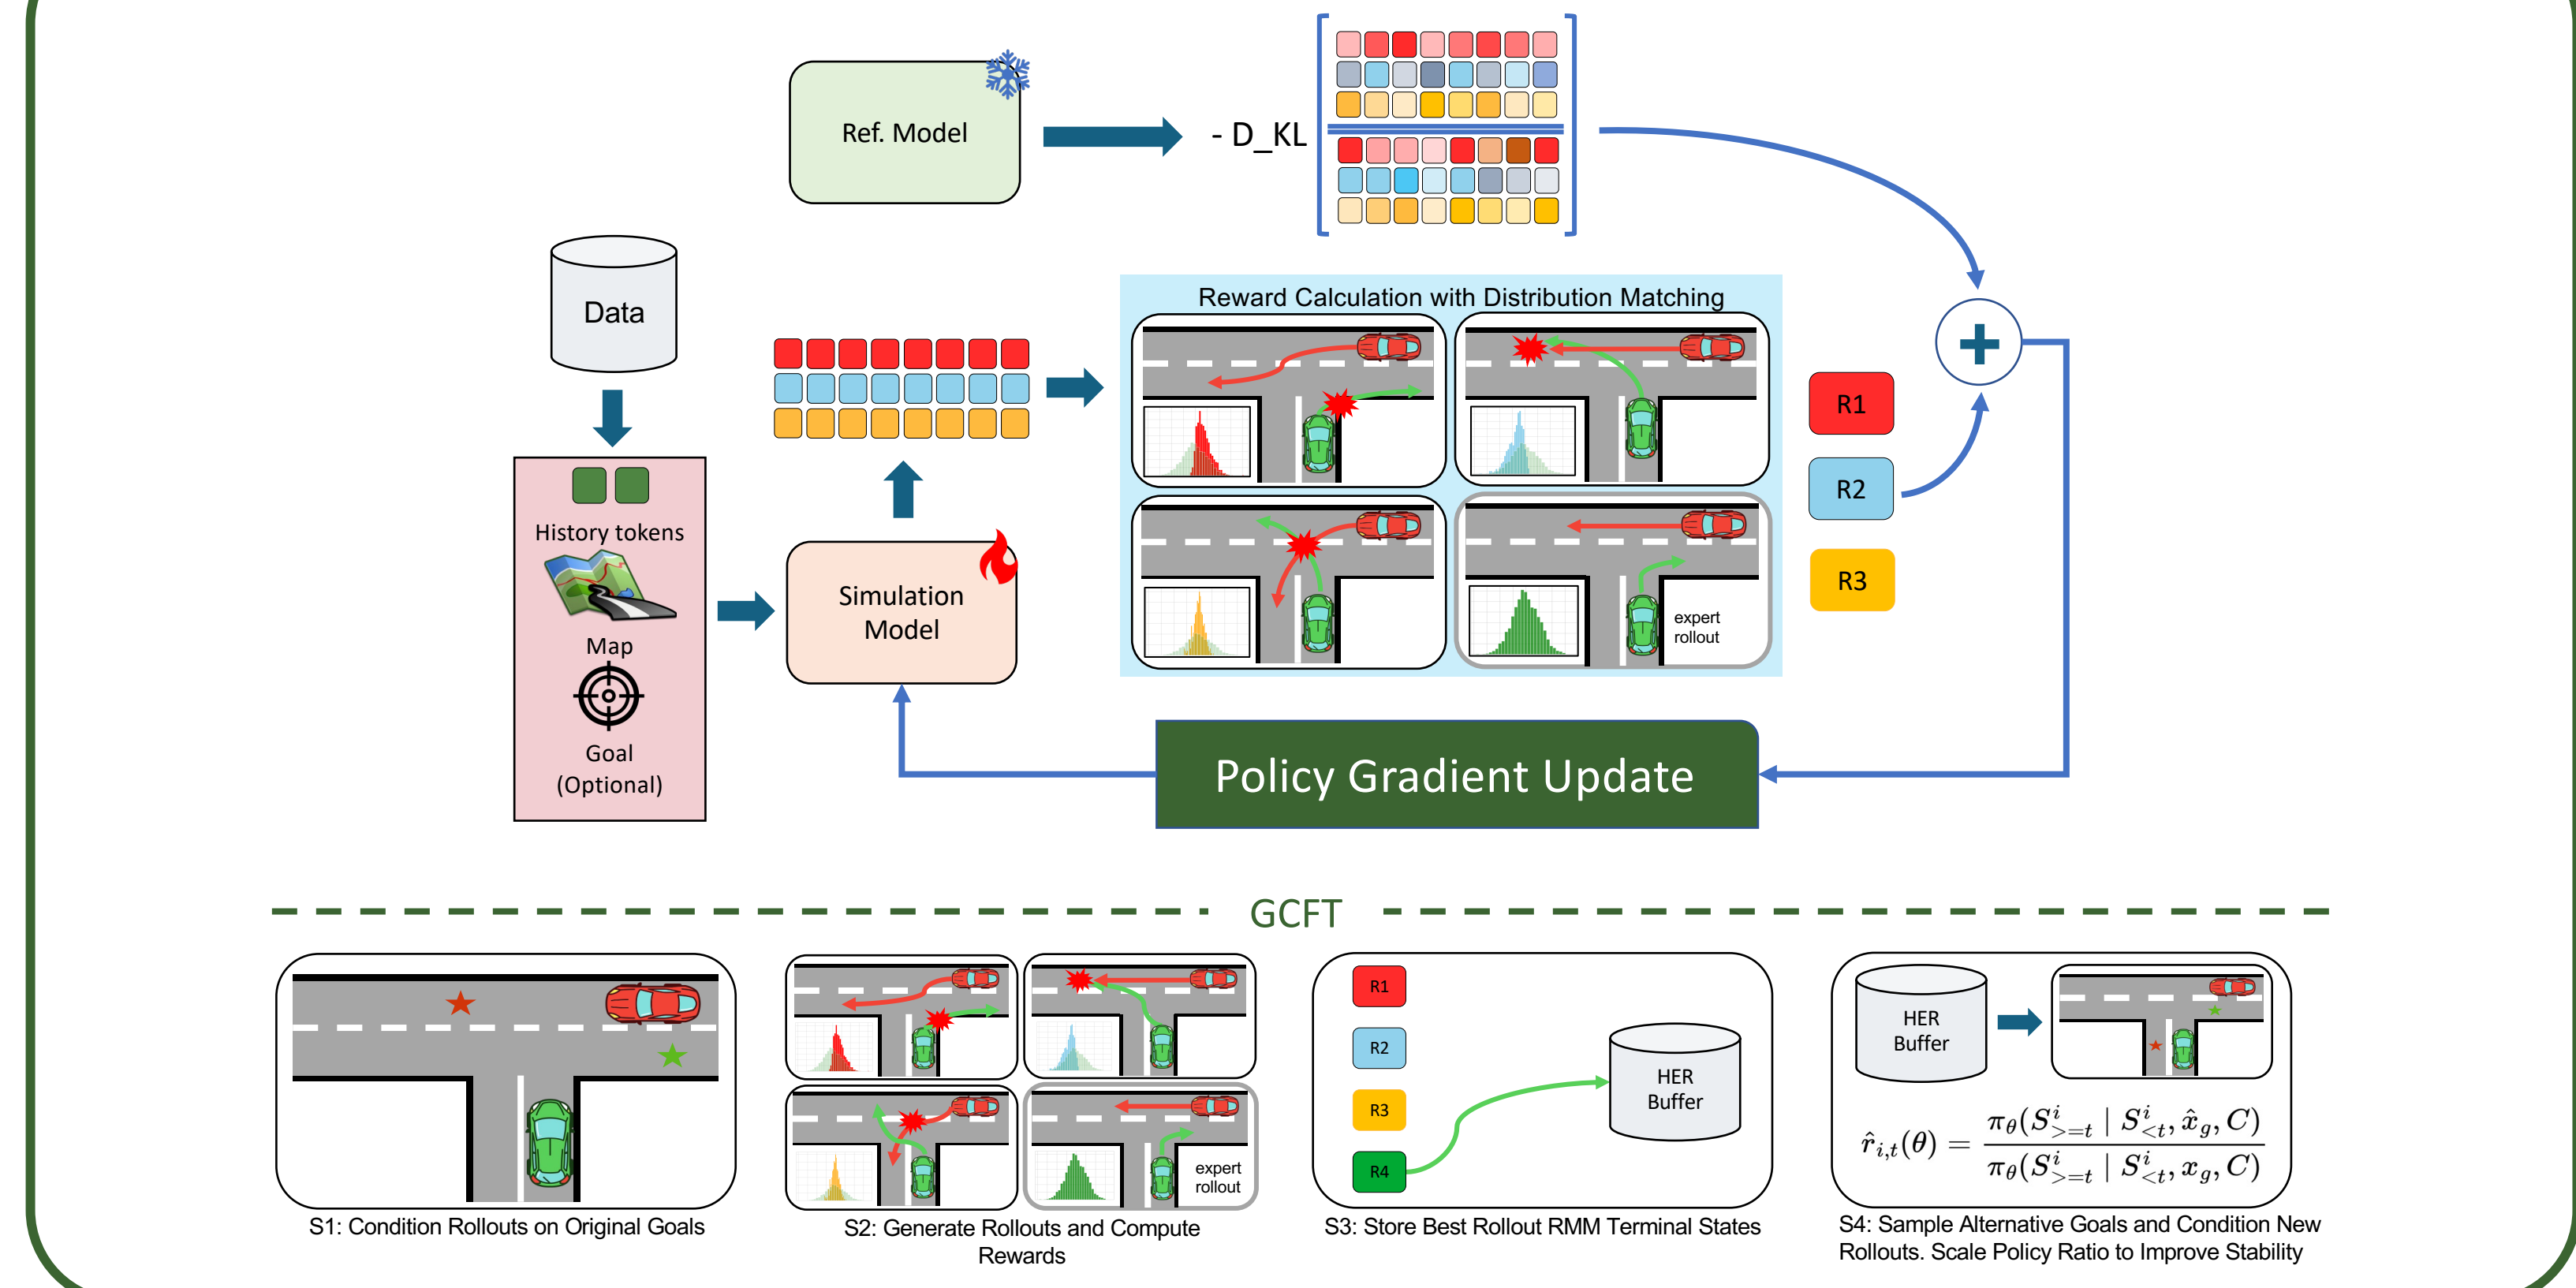 Ref. Model
- D_KL
Data
Reward Calculation with Distribution Matching
History tokens
Map
Goal
(Optional)
Simulation
Model
expert
rollout
R1
R2
R3
+
Policy Gradient Update
GCFT
S1: Condition Rollouts on Original Goals
expert
rollout
S2: Generate Rollouts and Compute
Rewards
R1
R2
R3
R4
HER
Buffer
S3: Store Best Rollout RMM Terminal States
HER
Buffer
$\hat{r}_{i,t}(\theta) = \frac{\pi_\theta(S^i_{>=t} \mid S^i_{<t}, \hat{x}_g, C)}{\pi_\theta(S^i_{>=t} \mid S^i_{<t}, x_g, C)}$
S4: Sample Alternative Goals and Condition New
Rollouts. Scale Policy Ratio to Improve Stability